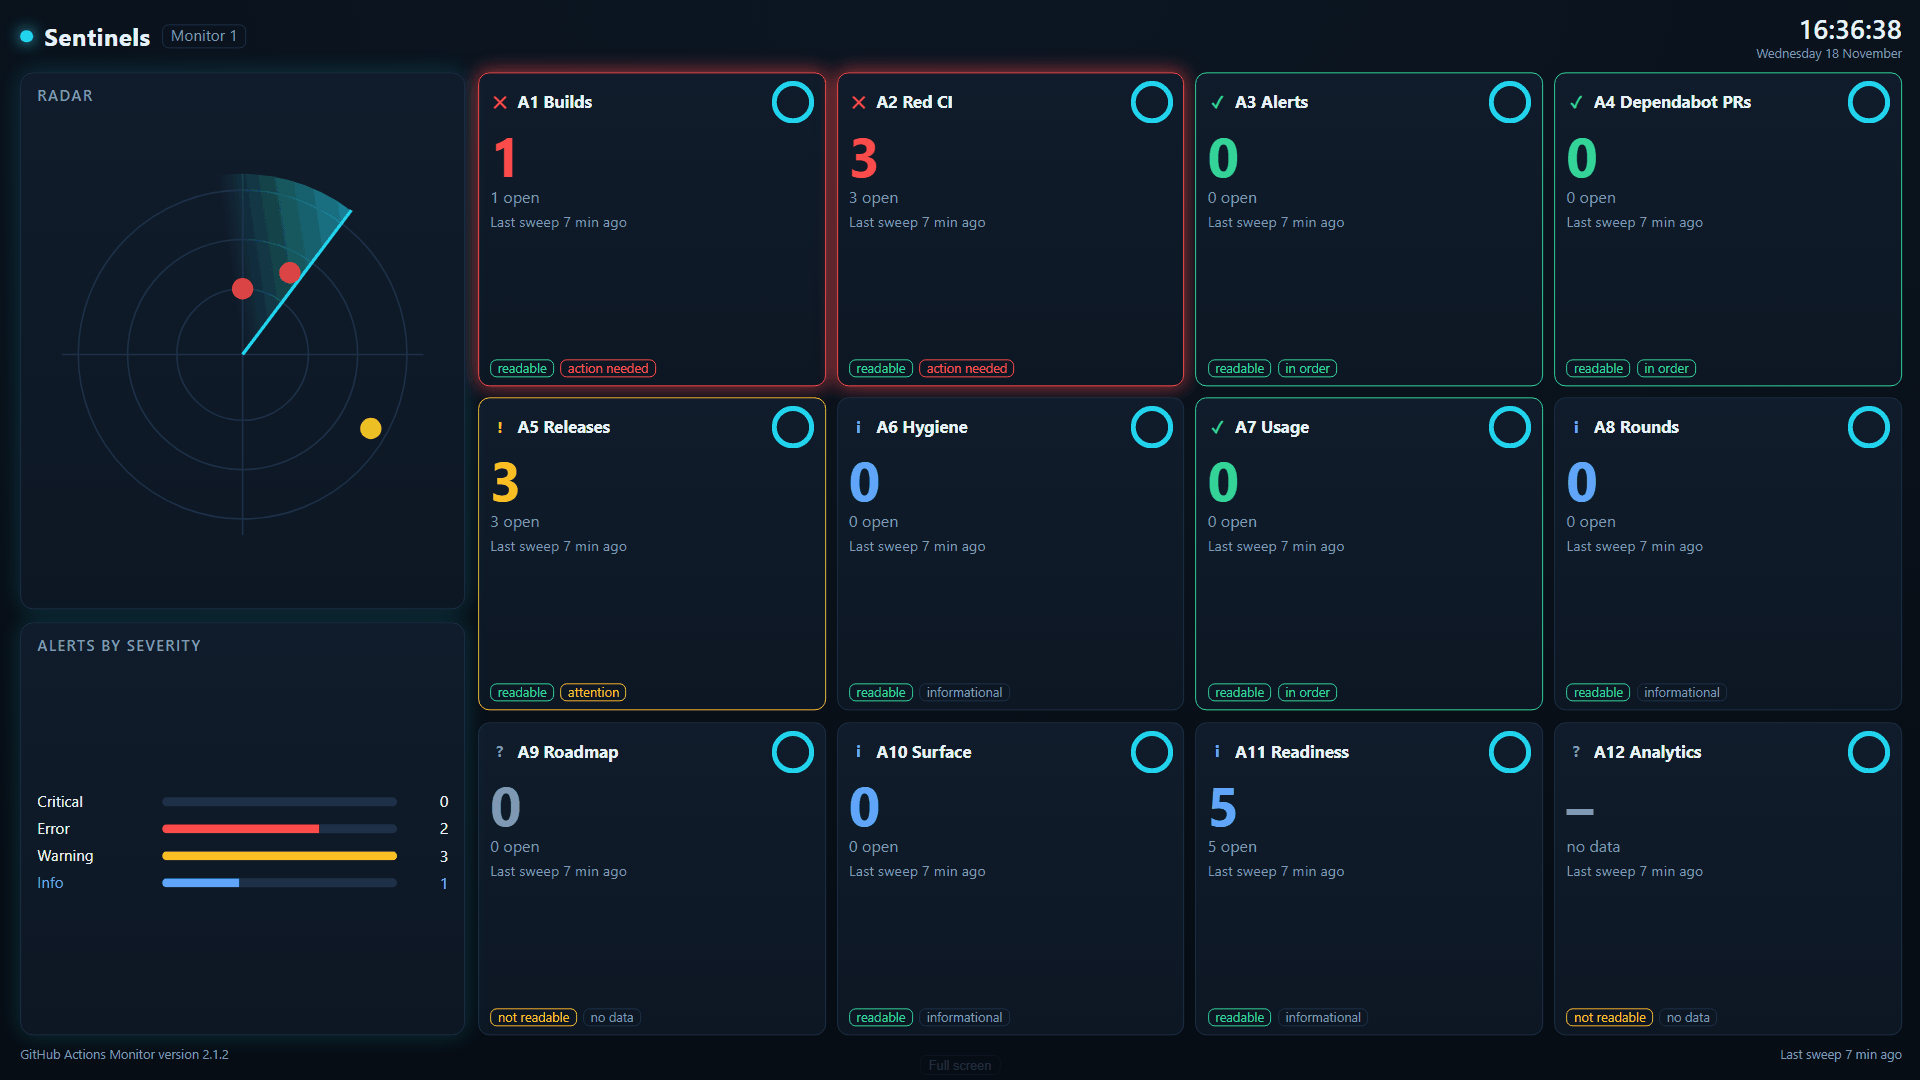 Sentinels
Monitor 1
16:36:38
Wednesday 18 November
RADAR
ALERTS BY SEVERITY
Critical 0
Error 2
Warning 3
Info 1
A1 Builds
1
1 open
Last sweep 7 min ago
readable action needed
A2 Red CI
3
3 open
Last sweep 7 min ago
readable action needed
A3 Alerts
0
0 open
Last sweep 7 min ago
readable in order
A4 Dependabot PRs
0
0 open
Last sweep 7 min ago
readable in order
! A5 Releases
3
3 open
Last sweep 7 min ago
readable attention
i A6 Hygiene
0
0 open
Last sweep 7 min ago
readable informational
A7 Usage
0
0 open
Last sweep 7 min ago
readable in order
i A8 Rounds
0
0 open
Last sweep 7 min ago
readable informational
? A9 Roadmap
0
0 open
Last sweep 7 min ago
not readable no data
i A10 Surface
0
0 open
Last sweep 7 min ago
readable informational
i A11 Readiness
5
5 open
Last sweep 7 min ago
readable informational
? A12 Analytics
—
no data
Last sweep 7 min ago
not readable no data
GitHub Actions Monitor version 2.1.2
Full screen
Last sweep 7 min ago